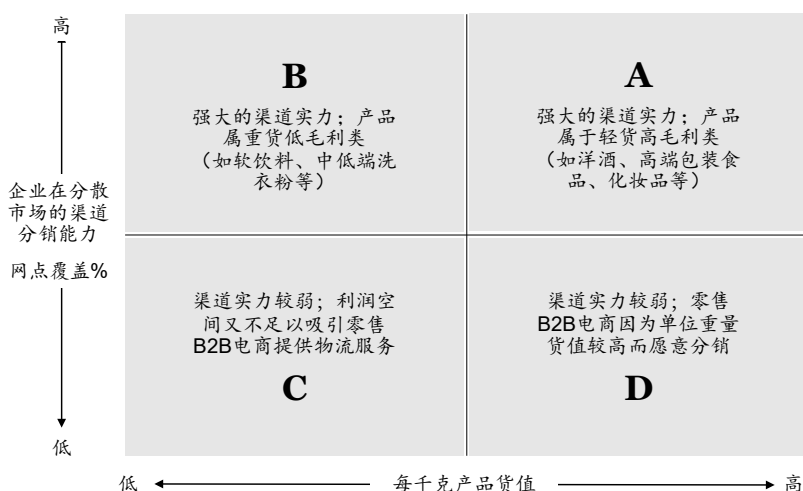 高
B
强大的渠道实力；产品
属重货低毛利类
（如软饮料、中低端洗
衣粉等）
A
强大的渠道实力；产品
属于轻货高毛利类
（如洋酒、高端包装食
品、化妆品等）
企业在分散
市场的渠道
分销能力
网点覆盖%
渠道实力较弱；利润空
间又不足以吸引零售
B2B电商提供物流服务
C
渠道实力较弱；零售
B2B电商因为单位重量
货值较高而愿意分销
D
低
低
每千克产品货值
高